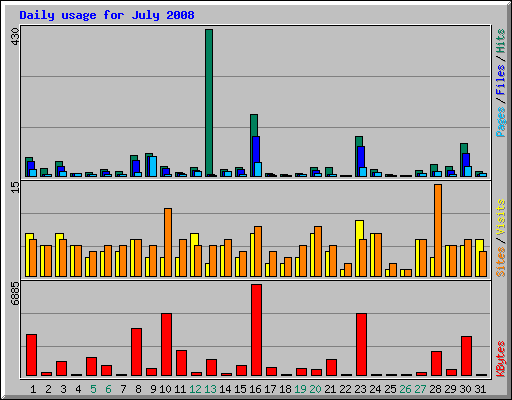 Daily usage for July 2008
430
Pages / Files / Hits
15
Sites / Visits
6885
KBytes
1 2 3 4 5 6 7 8 9 10 11 12 13 14 15 16 17 18 19 20 21 22 23 24 25 26 27 28 29 30 31